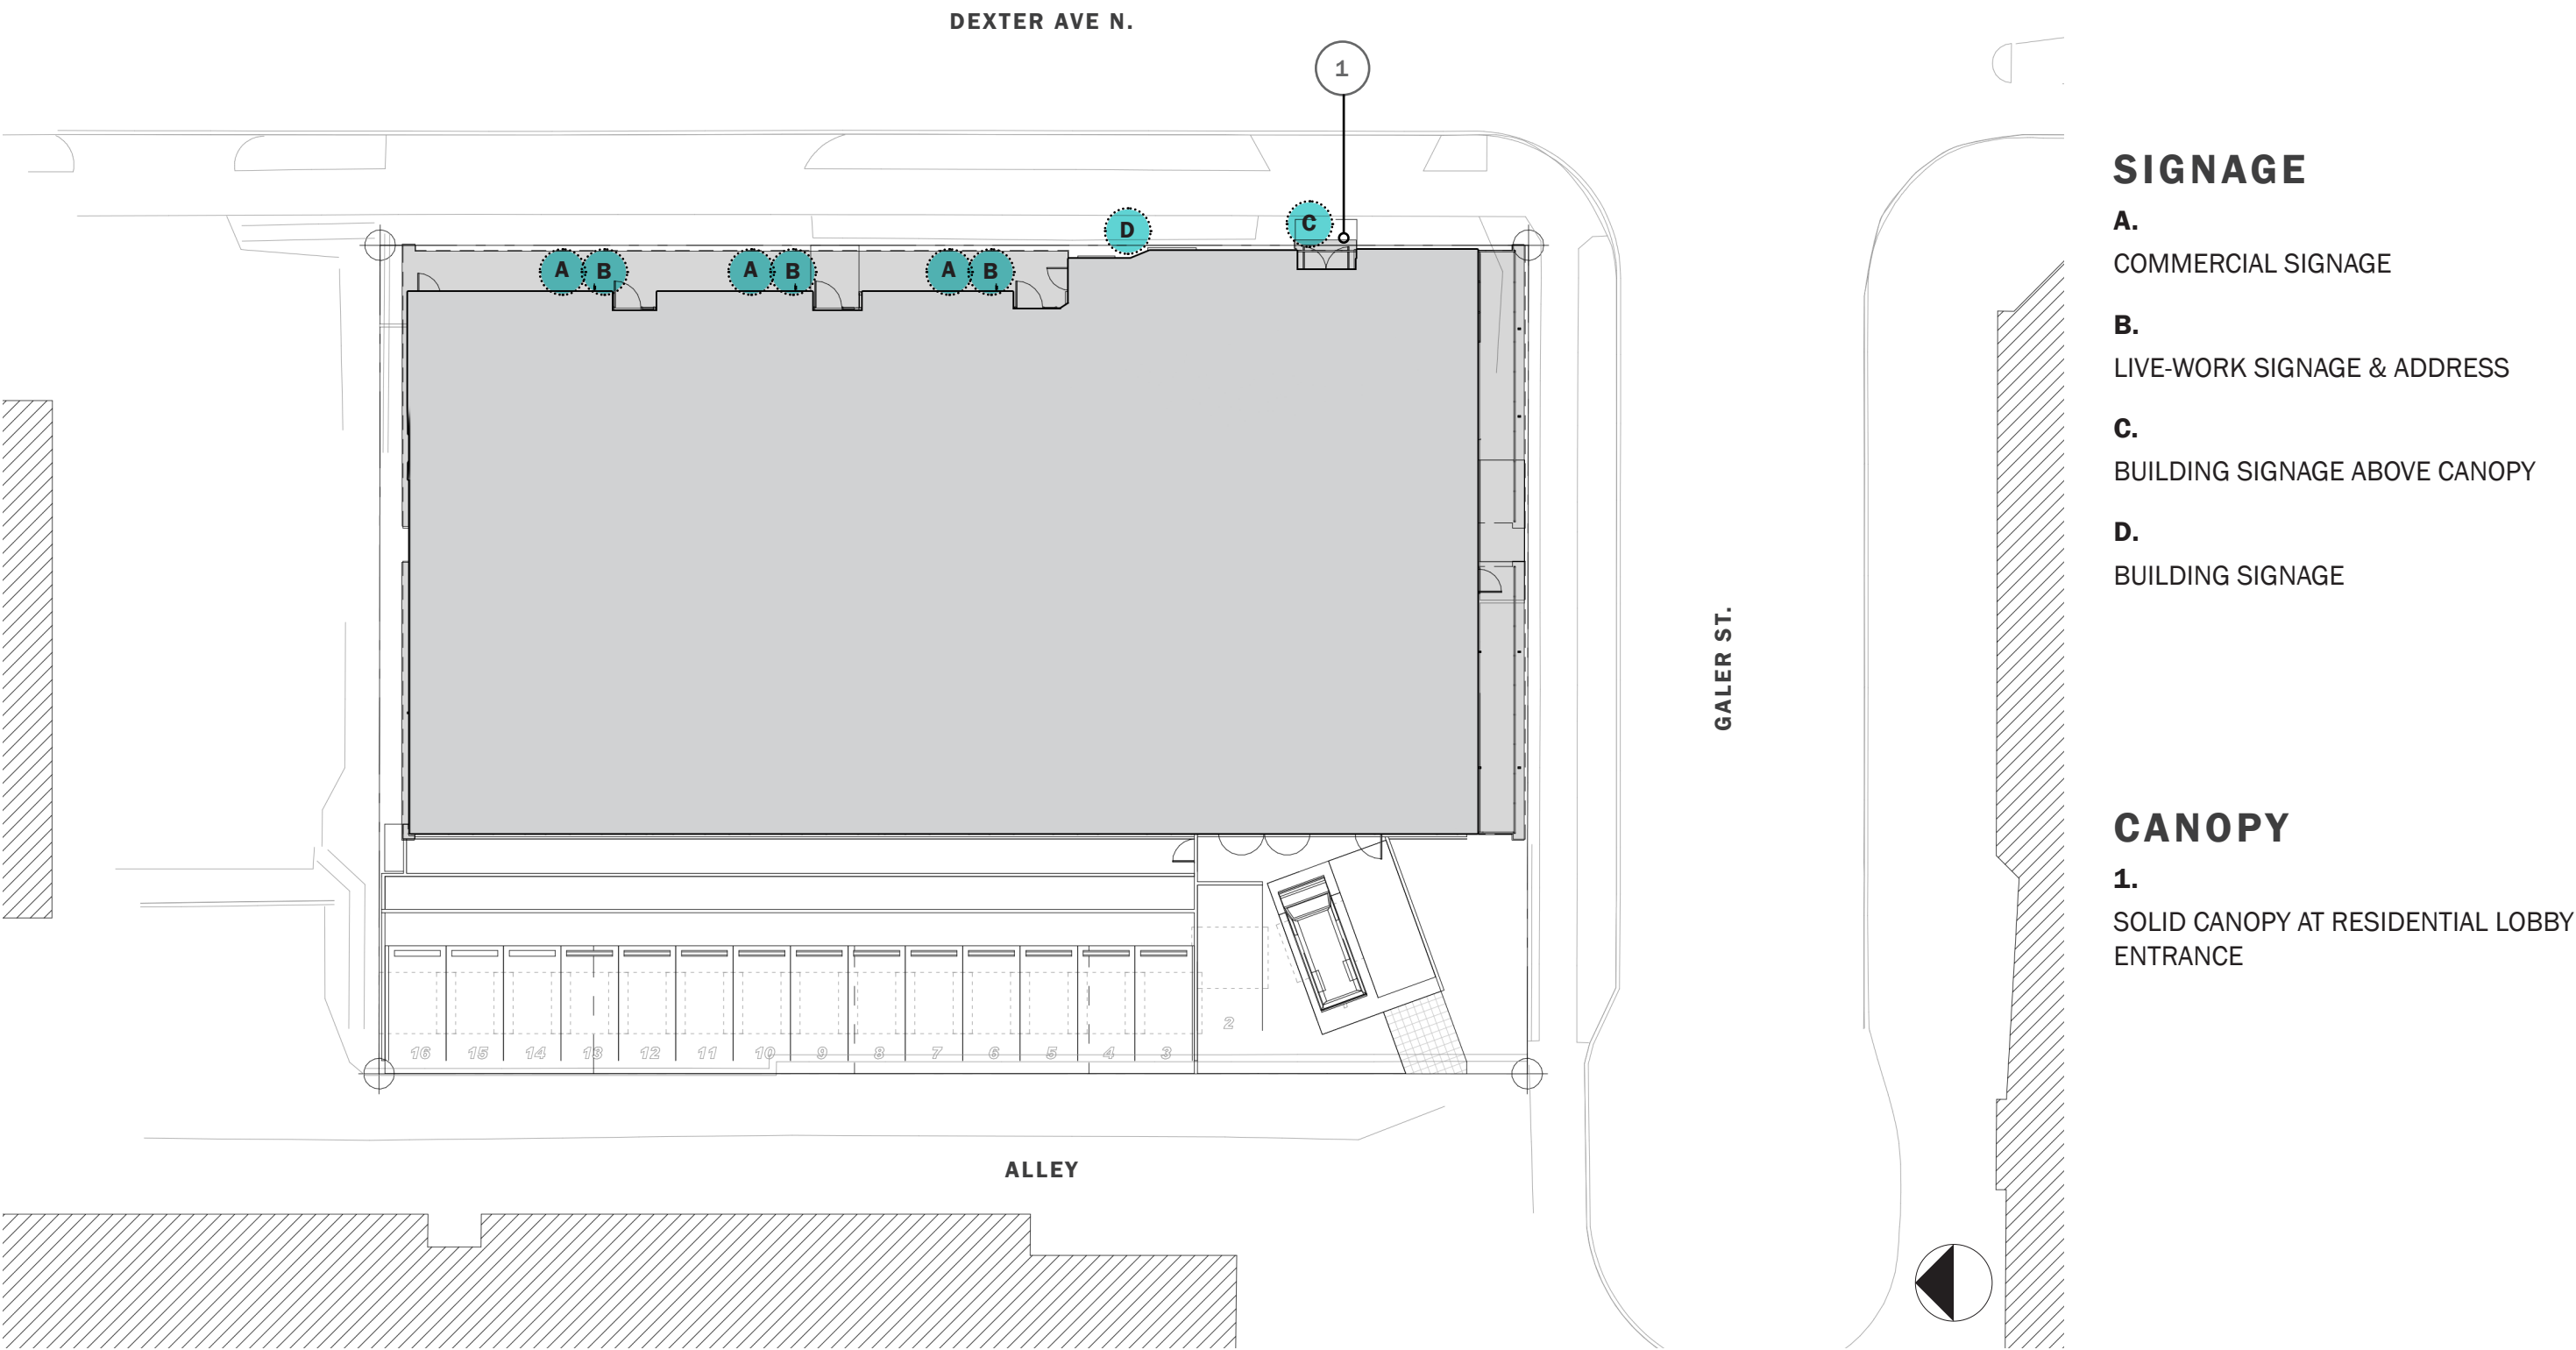 DEXTER AVE N.
1
D
C
A B A B A B
GALER ST.
2
16 15 14 13 12 11 10 9 8 7 6 5 4 3
ALLEY
SIGNAGE
A.
COMMERCIAL SIGNAGE
B.
LIVE-WORK SIGNAGE & ADDRESS
C.
BUILDING SIGNAGE ABOVE CANOPY
D.
BUILDING SIGNAGE
CANOPY
1.
SOLID CANOPY AT RESIDENTIAL LOBBY
ENTRANCE